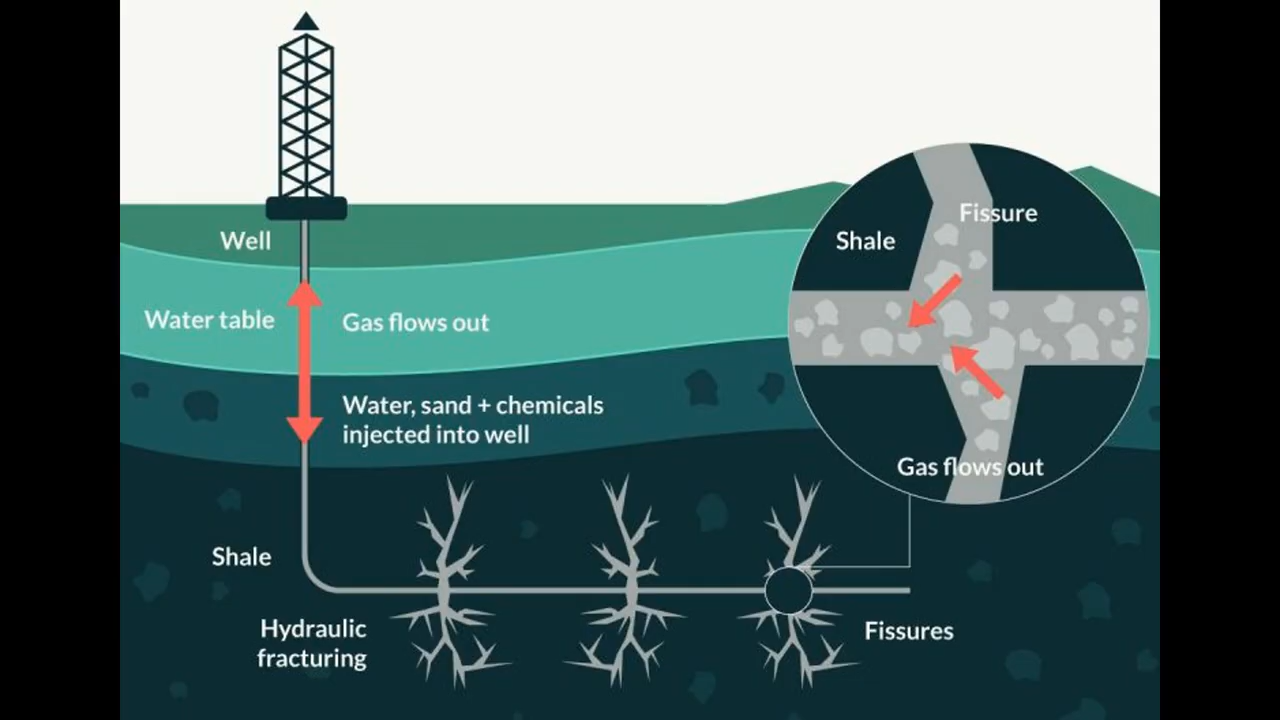 Well
Water table
Gas flows out
Water, sand + chemicals
injected into well
Shale
Hydraulic
fracturing
Fissures
Shale
Fissure
Gas flows out